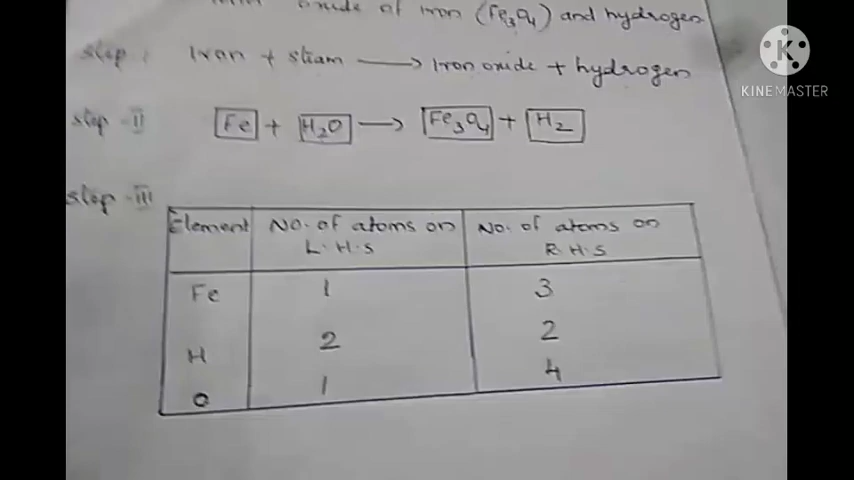 oxide of iron (Fe3O4) and hydrogen
step I Iron + steam → Iron oxide + hydrogen
step - II Fe + H2O → Fe3O4 + H2
step - III
Element No. of atoms on L.H.S No. of atoms on R.H.S
Fe 1 3
H 2 2
O 1 4
K
KINEMASTER